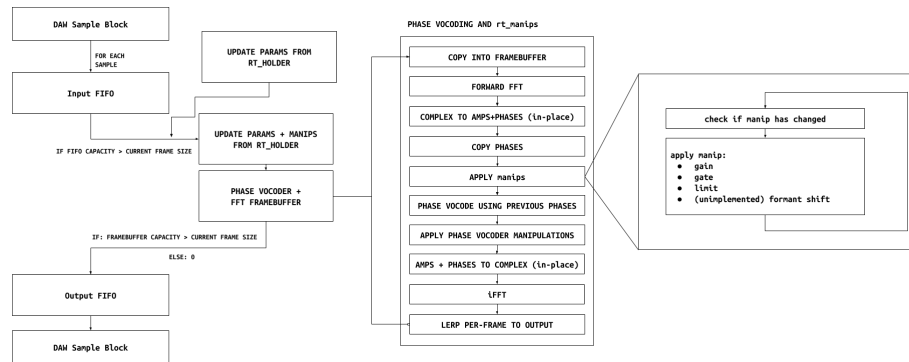 DAW Sample Block
FOR EACH
SAMPLE
Input FIFO
UPDATE PARAMS FROM
RT_HOLDER
IF FIFO CAPACITY > CURRENT FRAME SIZE
UPDATE PARAMS + MANIPS
FROM RT_HOLDER
PHASE VOCODER +
FFT FRAMEBUFFER
IF: FRAMEBUFFER CAPACITY > CURRENT FRAME SIZE
ELSE: 0
Output FIFO
DAW Sample Block
PHASE VOCODING AND rt_manips
COPY INTO FRAMEBUFFER
FORWARD FFT
COMPLEX TO AMPS+PHASES (in-place)
COPY PHASES
APPLY manips
PHASE VOCODE USING PREVIOUS PHASES
APPLY PHASE VOCODER MANIPULATIONS
AMPS + PHASES TO COMPLEX (in-place)
iFFT
LERP PER-FRAME TO OUTPUT
check if manip has changed
apply manip:
● gain
● gate
● limit
● (unimplemented) formant shift